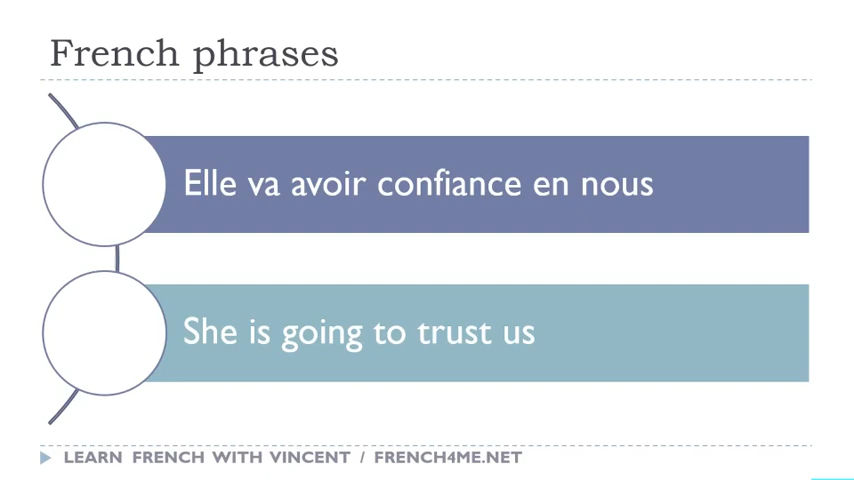 French phrases
Elle va avoir confiance en nous
She is going to trust us
LEARN FRENCH WITH VINCENT / FRENCH4ME.NET